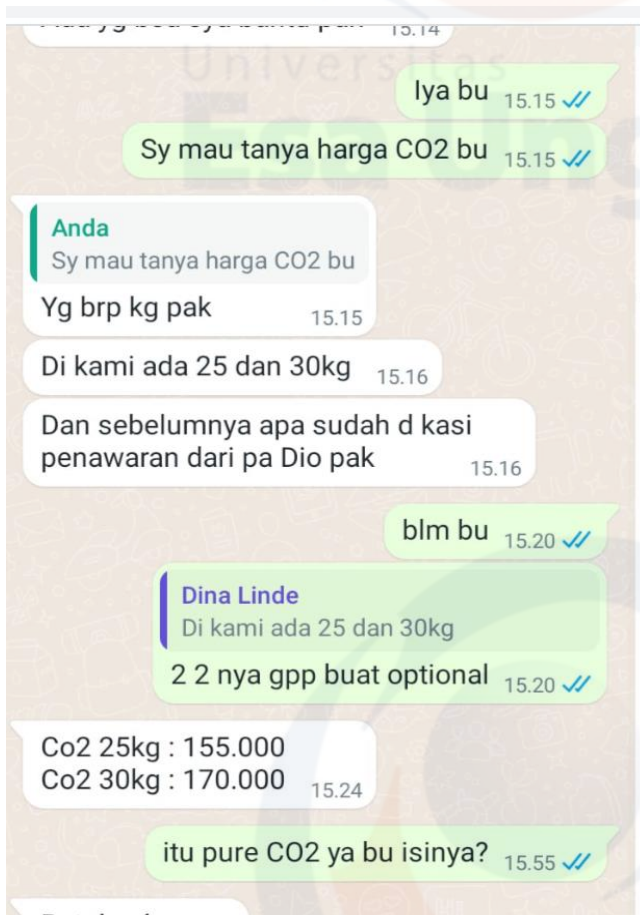 15.14
Universitas
Iya bu 15.15
Sy mau tanya harga CO2 bu 15.15
Anda
Sy mau tanya harga CO2 bu
Yg brp kg pak 15.15
Di kami ada 25 dan 30kg 15.16
Dan sebelumnya apa sudah d kasi
penawaran dari pa Dio pak 15.16
blm bu 15.20
Dina Linde
Di kami ada 25 dan 30kg
2 2 nya gpp buat optional 15.20
Co2 25kg : 155.000
Co2 30kg : 170.000 15.24
itu pure CO2 ya bu isinya? 15.55